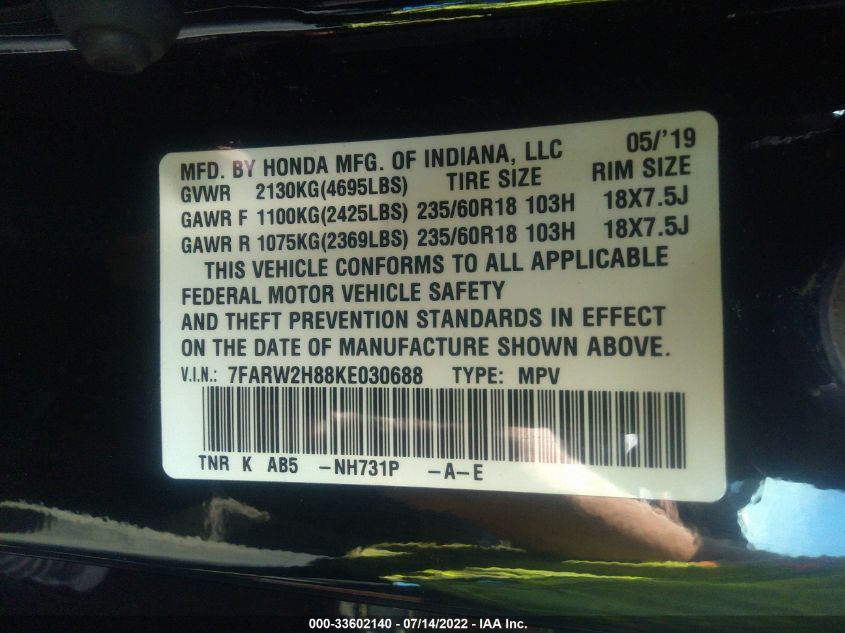 MFD. BY HONDA MFG. OF INDIANA, LLC 05/'19
GVWR 2130KG(4695LBS) TIRE SIZE RIM SIZE
GAWR F 1100KG(2425LBS) 235/60R18 103H 18X7.5J
GAWR R 1075KG(2369LBS) 235/60R18 103H 18X7.5J
THIS VEHICLE CONFORMS TO ALL APPLICABLE
FEDERAL MOTOR VEHICLE SAFETY
AND THEFT PREVENTION STANDARDS IN EFFECT
ON THE DATE OF MANUFACTURE SHOWN ABOVE.
V.I.N.: 7FARW2H88KE030688 TYPE: MPV
TNR K AB5 -NH731P -A-E
000-33602140 - 07/14/2022 - IAA Inc.